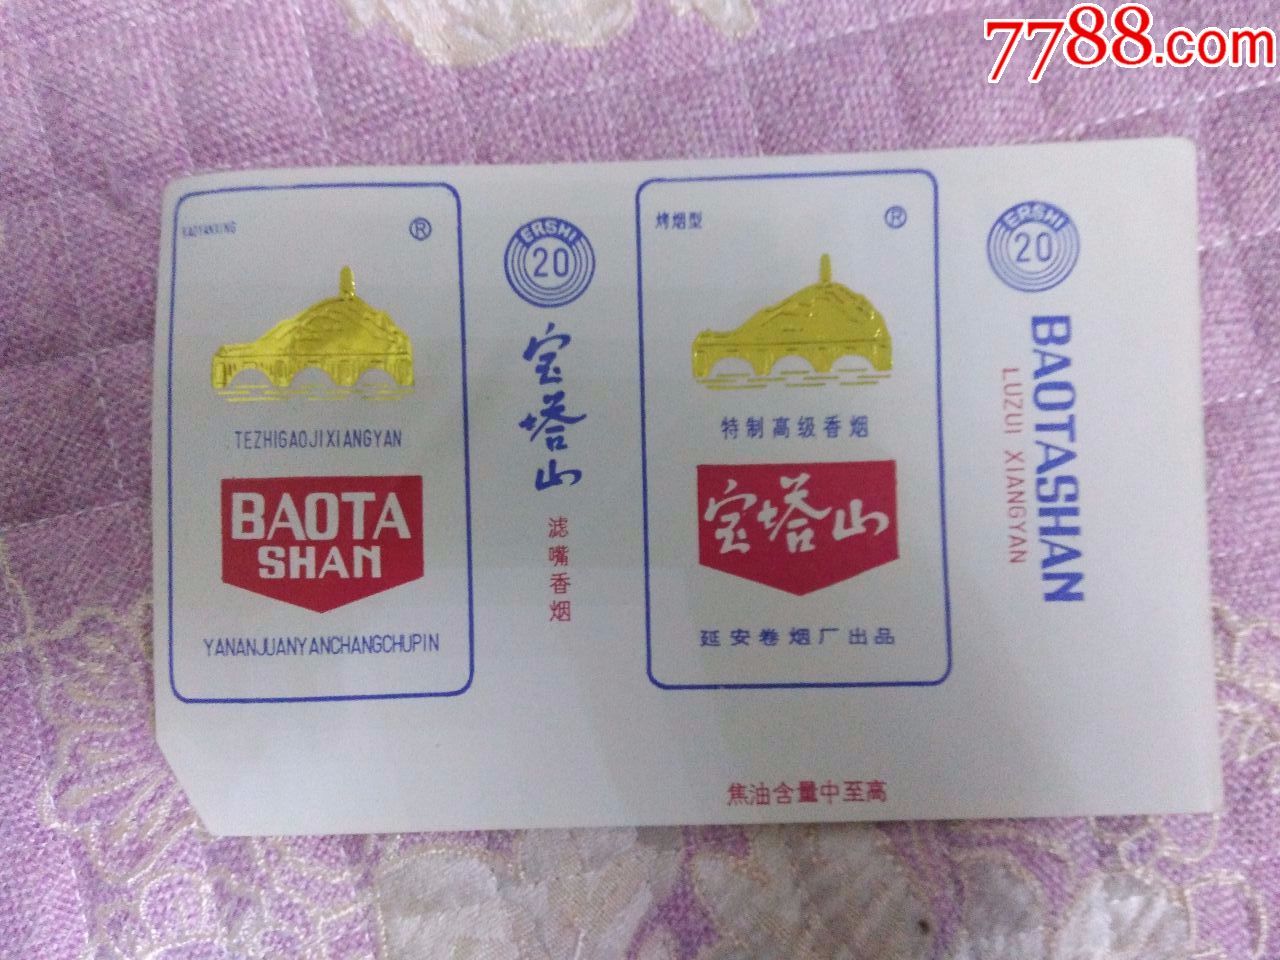 7788.com
KAOYANXING
®
TEZHIGAOJIXIANGYAN
BAOTA
SHAN
YANANJUANYANCHANGCHUPIN
ERSHI
20
宝塔山
滤嘴香烟
烤烟型
®
特制高级香烟
宝塔山
延安卷烟厂出品
焦油含量中至高
ERSHI
20
BAOTASHAN
LUZUI XIANGYAN